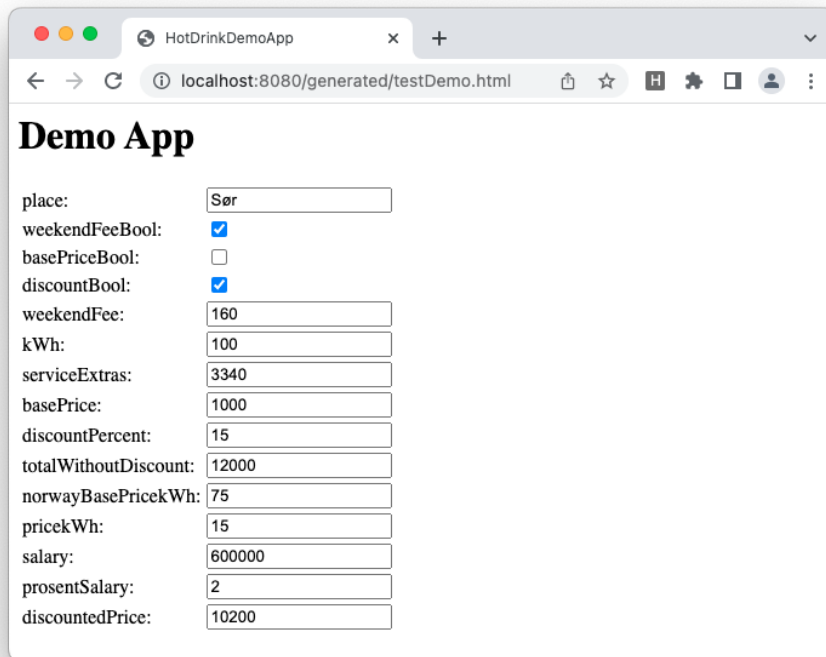 HotDrinkDemoApp
localhost:8080/generated/testDemo.html
H
Demo App
place: Sør
weekendFeeBool:
basePriceBool:
discountBool:
weekendFee: 160
kWh: 100
serviceExtras: 3340
basePrice: 1000
discountPercent: 15
totalWithoutDiscount: 12000
norwayBasePricekWh: 75
pricekWh: 15
salary: 600000
prosentSalary: 2
discountedPrice: 10200